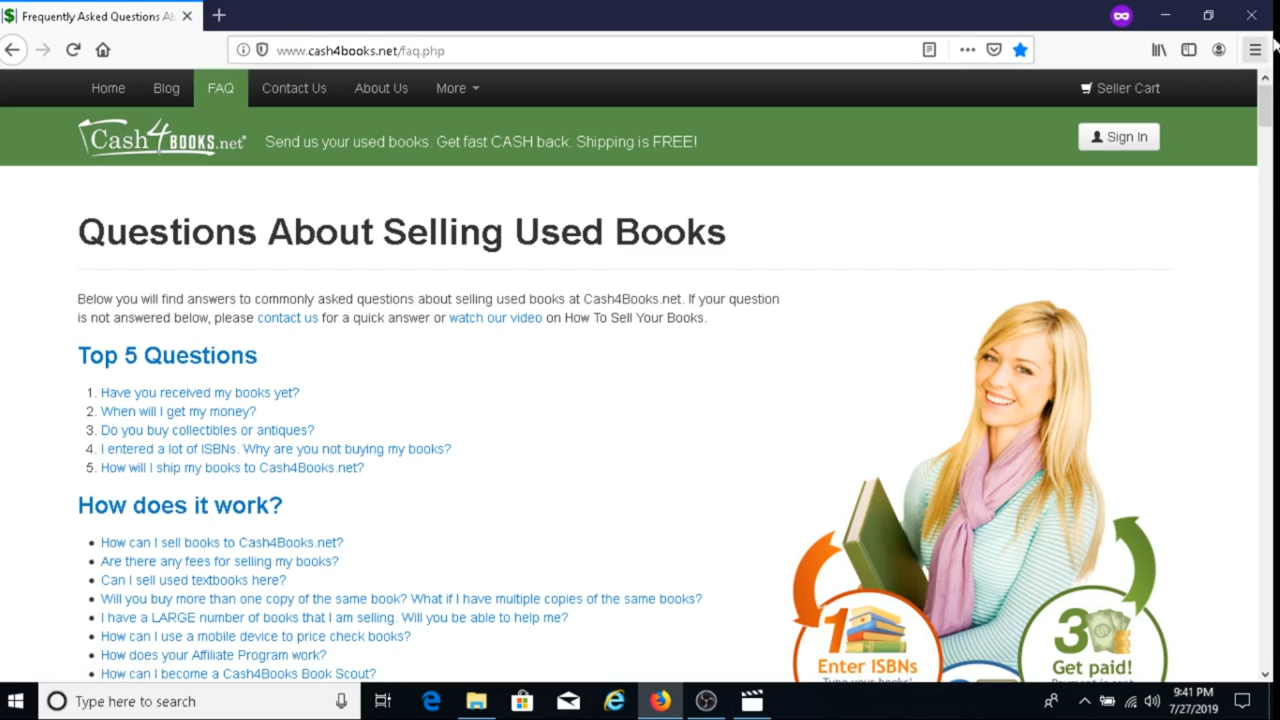 Frequently Asked Questions Ab
www.cash4books.net/faq.php
Home Blog FAQ Contact Us About Us More Seller Cart
Cash4BOOKS.net Send us your used books. Get fast CASH back. Shipping is FREE! Sign In
Questions About Selling Used Books
Below you will find answers to commonly asked questions about selling used books at Cash4Books.net. If your question
is not answered below, please contact us for a quick answer or watch our video on How To Sell Your Books.
Top 5 Questions
1. Have you received my books yet?
2. When will I get my money?
3. Do you buy collectibles or antiques?
4. I entered a lot of ISBNs. Why are you not buying my books?
5. How will I ship my books to Cash4Books.net?
How does it work?
• How can I sell books to Cash4Books.net?
• Are there any fees for selling my books?
• Can I sell used textbooks here?
• Will you buy more than one copy of the same book? What if I have multiple copies of the same books?
• I have a LARGE number of books that I am selling. Will you be able to help me?
• How can I use a mobile device to price check books?
• How does your Affiliate Program work?
• How can I become a Cash4Books Book Scout?
1
Enter ISBNs
Type your books'
3
Get paid!
Payment is sent
Type here to search
9:41 PM
7/27/2019